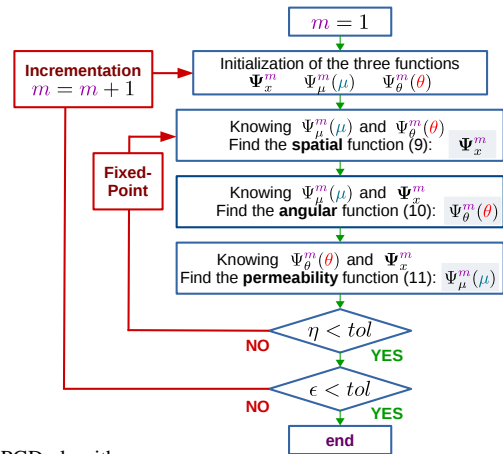 m = 1
Incrementation
m = m + 1
Initialization of the three functions
Ψ_x^m Ψ_μ^m(μ) Ψ_θ^m(θ)
Knowing Ψ_μ^m(μ) and Ψ_θ^m(θ)
Find the spatial function (9): Ψ_x^m
Fixed-
Point
Knowing Ψ_μ^m(μ) and Ψ_x^m
Find the angular function (10): Ψ_θ^m(θ)
Knowing Ψ_θ^m(θ) and Ψ_x^m
Find the permeability function (11): Ψ_μ^m(μ)
η < tol
NO
YES
ϵ < tol
NO
YES
end